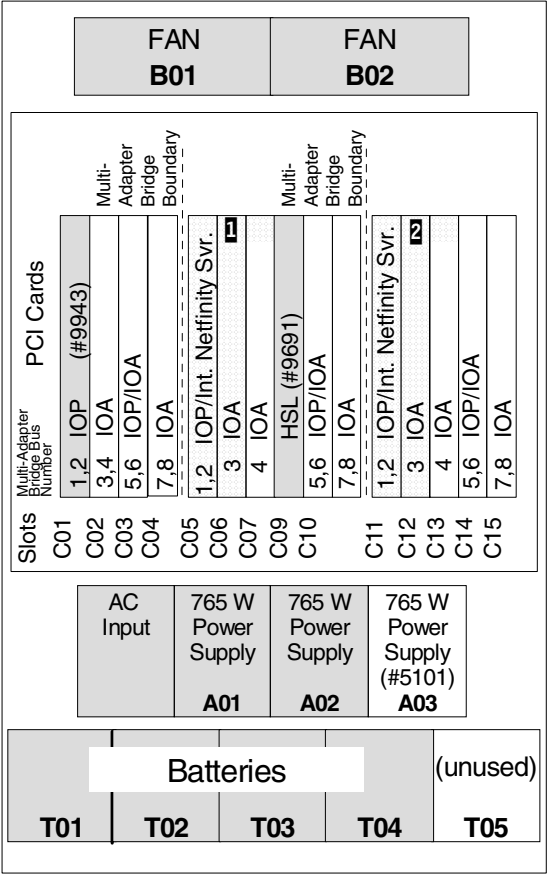 FAN
B01
FAN
B02
Multi-
Adapter
Bridge
Boundary
Multi-
Adapter
Bridge
Boundary
PCI Cards
Multi-Adapter
Bridge Bus
Number
Slots
1,2 IOP (#9943)
3,4 IOA
5,6 IOP/IOA
7,8 IOA
1,2 IOP/Int. Netfinity Svr.
3 IOA 1
4 IOA
HSL (#9691)
5,6 IOP/IOA
7,8 IOA
1,2 IOP/Int. Netfinity Svr.
3 IOA 2
4 IOA
5,6 IOP/IOA
7,8 IOA
C01
C02
C03
C04
C05
C06
C07
C09
C10
C11
C12
C13
C14
C15
AC
Input
765 W
Power
Supply
A01
765 W
Power
Supply
A02
765 W
Power
Supply
(#5101)
A03
Batteries
(unused)
T01
T02
T03
T04
T05